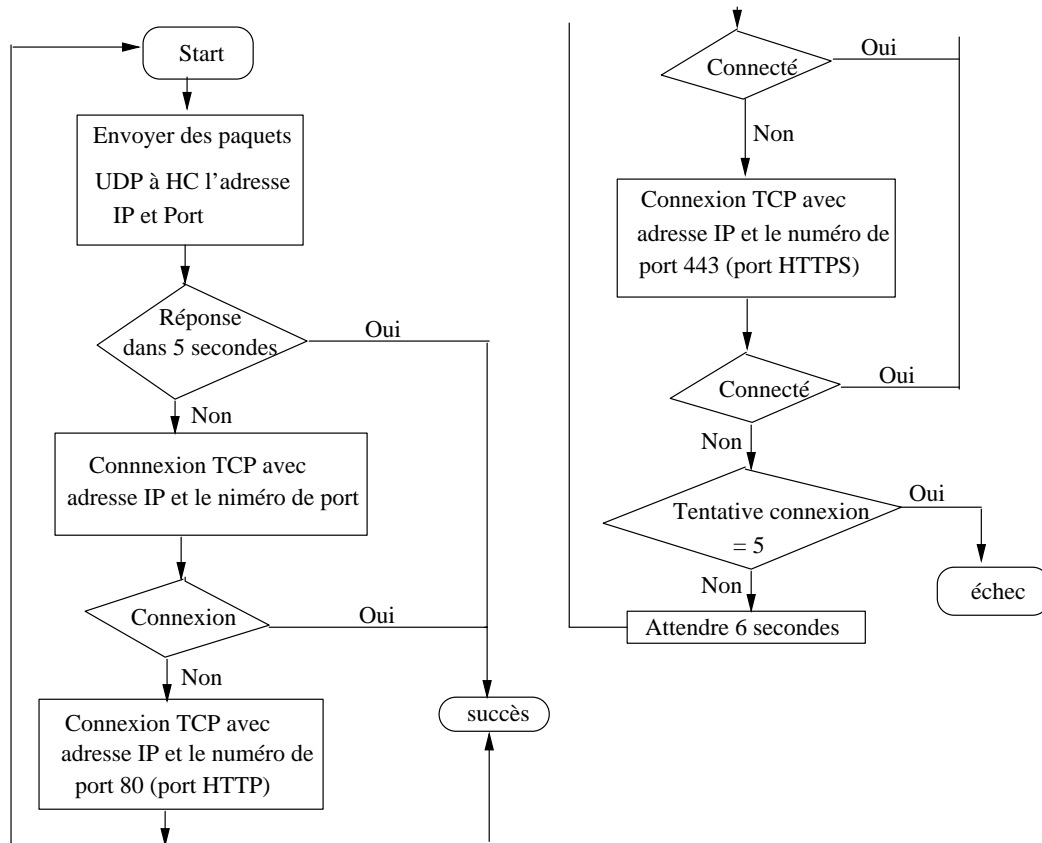 Start
Envoyer des paquets
UDP à HC l’adresse
IP et Port
Réponse
dans 5 secondes
Oui
Non
Connnexion TCP avec
adresse IP et le niméro de port
Connexion
Oui
Non
Connexion TCP avec
adresse IP et le numéro de
port 80 (port HTTP)
succès
Connecté
Oui
Non
Connexion TCP avec
adresse IP et le numéro de
port 443 (port HTTPS)
Connecté
Oui
Non
Tentative connexion
= 5
Oui
échec
Non
Attendre 6 secondes